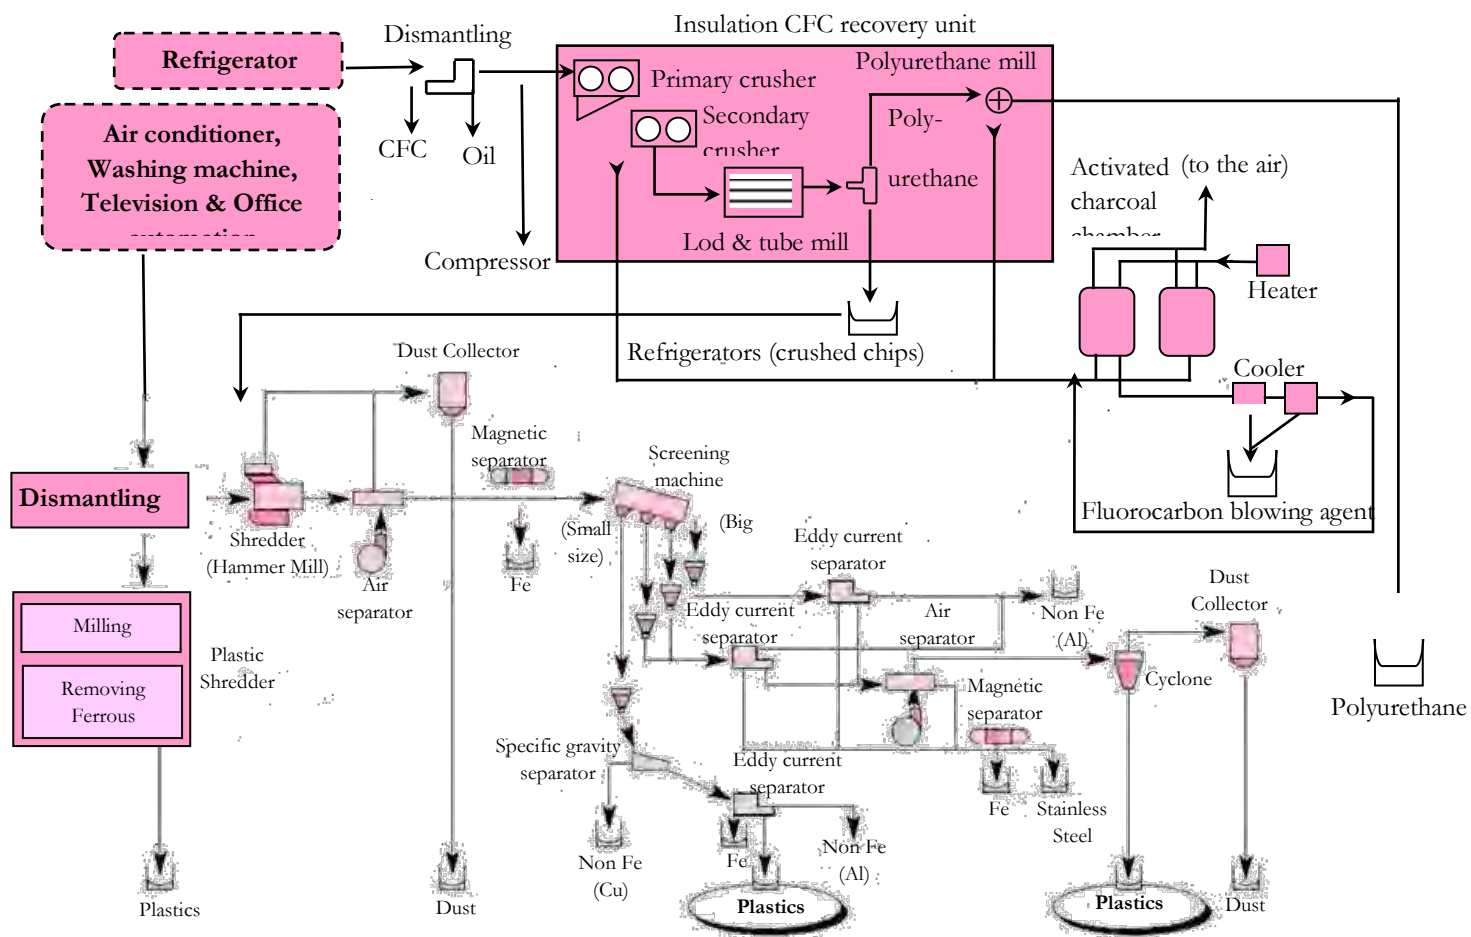 Insulation CFC recovery unit
Dismantling
Refrigerator
Primary crusher
Polyurethane mill
Air conditioner,
Washing machine,
Television & Office
Secondary
crusher
Poly-
urethane
CFC
Oil
Lod & tube mill
Compressor
Activated
charcoal
chamber
(to the air)
Heater
Refrigerators (crushed chips)
Cooler
Fluorocarbon blowing agent
Polyurethane
Dust Collector
Magnetic
separator
Screening
machine
Dismantling
Shredder
(Hammer Mill)
Air
separator
Fe
(Small
size)
(Big
Eddy current
separator
Eddy current
separator
Air
separator
Non Fe
(Al)
Dust
Collector
Cyclone
Magnetic
separator
Fe
Stainless
Steel
Milling
Removing
Ferrous
Plastic
Shredder
Specific gravity
separator
Eddy current
separator
Non Fe
(Cu)
Fe
Non Fe
(Al)
Plastics
Dust
Plastics
Plastics
Dust